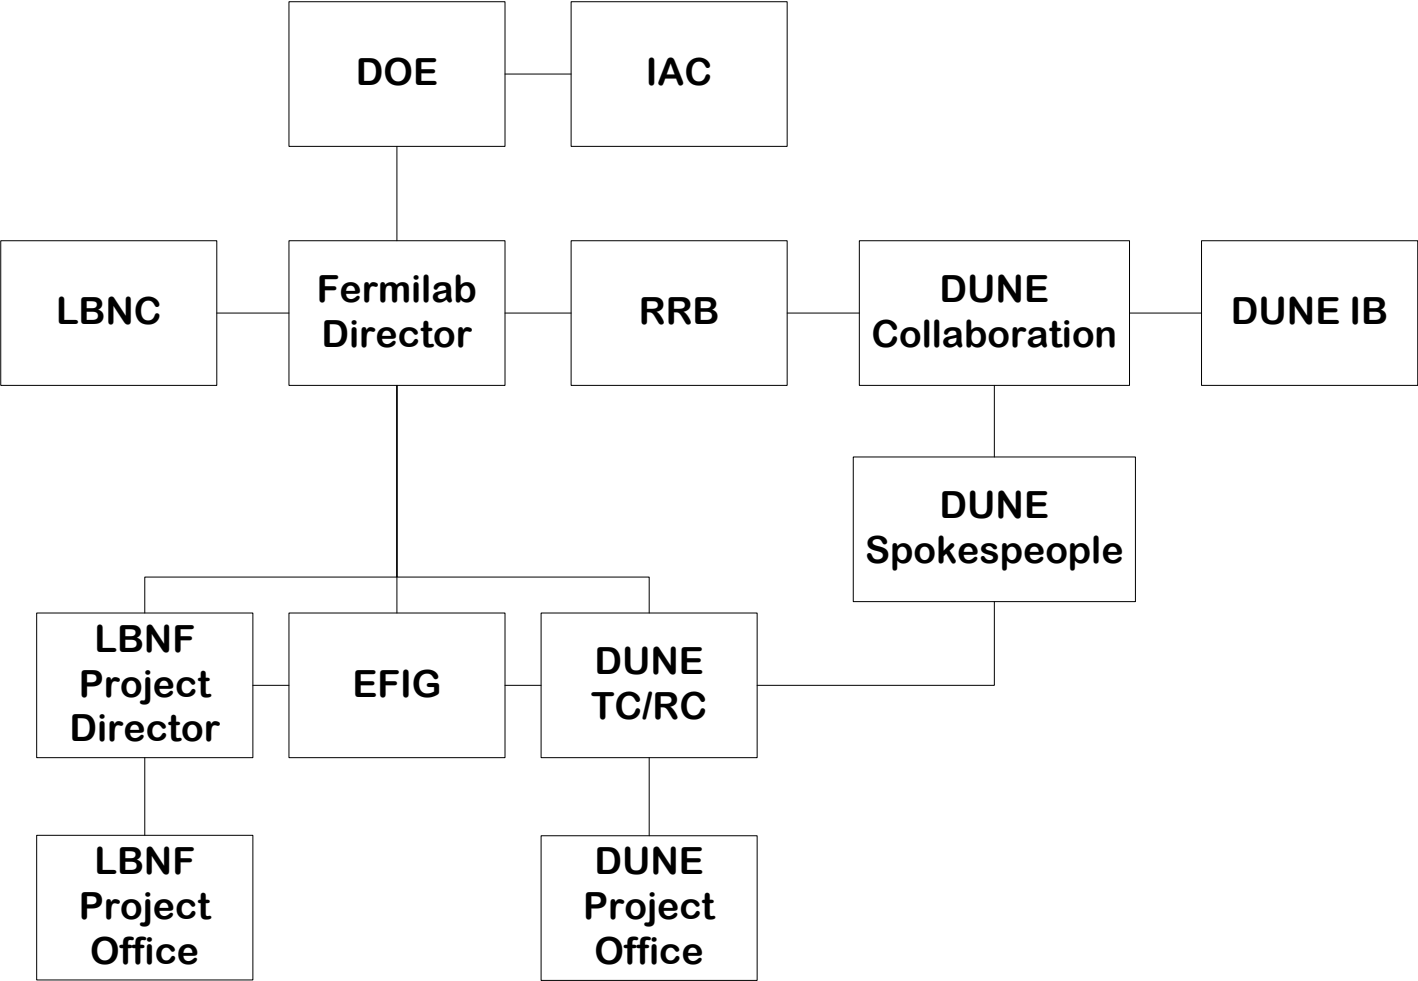 DOE
IAC
LBNC
Fermilab
Director
RRB
DUNE
Collaboration
DUNE IB
DUNE
Spokespeople
LBNF
Project
Director
EFIG
DUNE
TC/RC
LBNF
Project
Office
DUNE
Project
Office